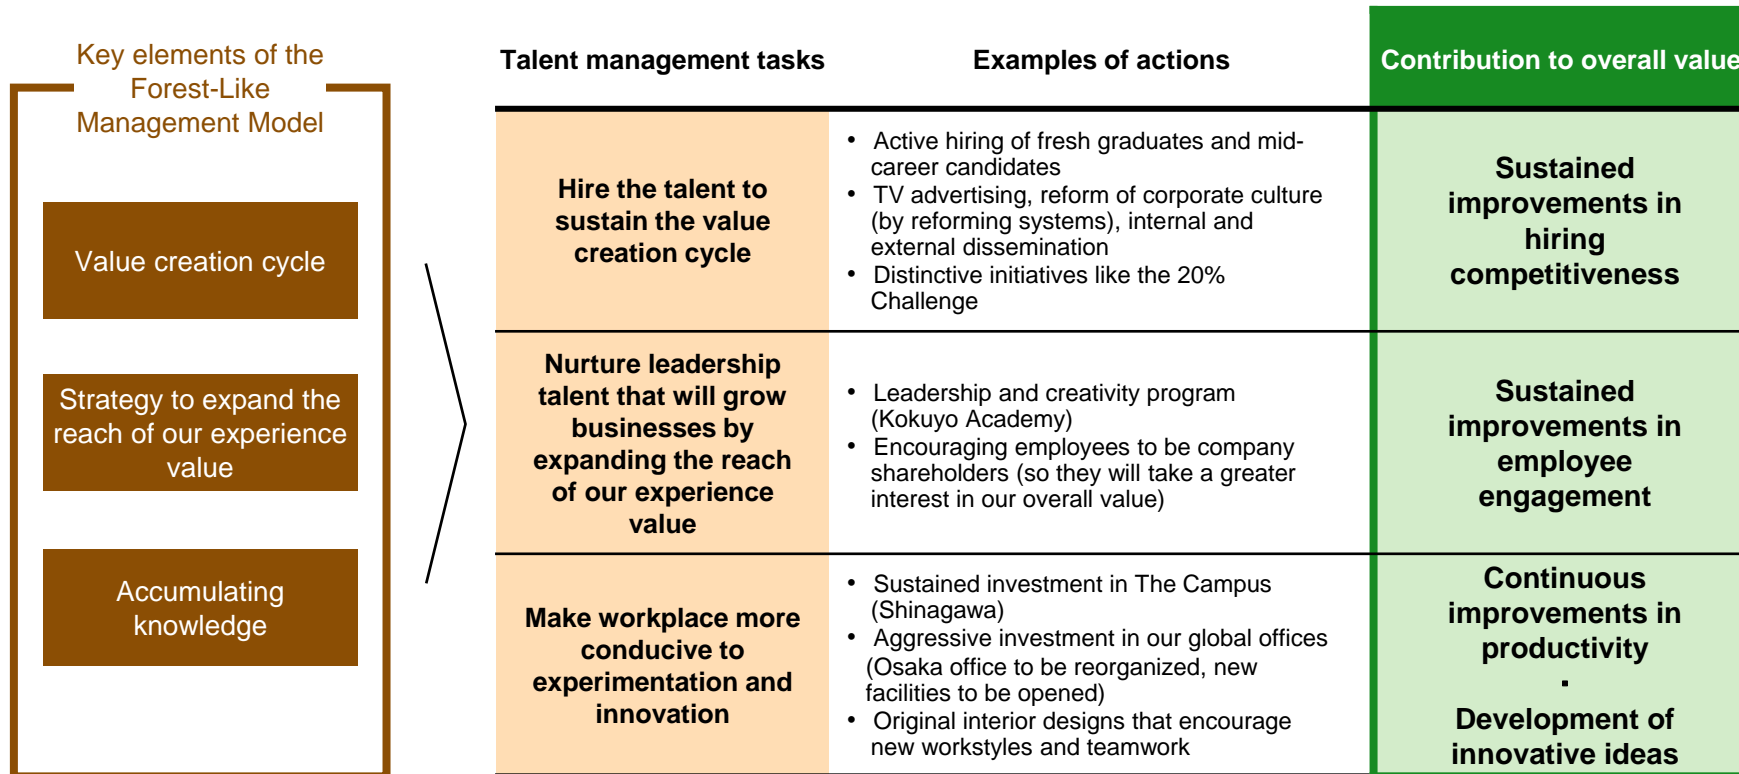 Key elements of the
Forest-Like
Management Model
Value creation cycle
Strategy to expand the
reach of our experience
value
Accumulating
knowledge
Talent management tasks
Examples of actions
Contribution to overall value
Hire the talent to
sustain the value
creation cycle
• Active hiring of fresh graduates and mid-
career candidates
• TV advertising, reform of corporate culture
(by reforming systems), internal and
external dissemination
• Distinctive initiatives like the 20%
Challenge
Sustained
improvements in
hiring
competitiveness
Nurture leadership
talent that will grow
businesses by
expanding the reach
of our experience
value
• Leadership and creativity program
(Kokuyo Academy)
• Encouraging employees to be company
shareholders (so they will take a greater
interest in our overall value)
Sustained
improvements in
employee
engagement
Make workplace more
conducive to
experimentation and
innovation
• Sustained investment in The Campus
(Shinagawa)
• Aggressive investment in our global offices
(Osaka office to be reorganized, new
facilities to be opened)
• Original interior designs that encourage
new workstyles and teamwork
Continuous
improvements in
productivity
·
Development of
innovative ideas